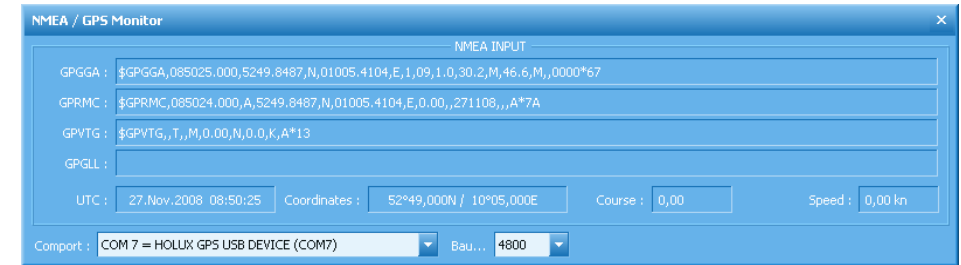 NMEA / GPS Monitor ×
NMEA INPUT
GPGGA : $GPGGA,085025.000,5249.8487,N,01005.4104,E,1,09,1.0,30.2,M,46.6,M,,0000*67
GPRMC : $GPRMC,085024.000,A,5249.8487,N,01005.4104,E,0.00,,271108,,,A*7A
GPVTG : $GPVTG,,T,,M,0.00,N,0.0,K,A*13
GPGLL :
UTC : 27.Nov.2008 08:50:25 Coordinates : 52°49,000N / 10°05,000E Course : 0,00 Speed : 0,00 kn
Comport : COM 7 = HOLUX GPS USB DEVICE (COM7) Bau... 4800